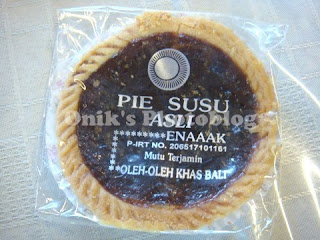 PIE SUSU
ASLI
*********ENAAAK
P-IRT NO. 206517101161
Mutu Terjamin
**OLEH-OLEH KHAS BALI
Onik's Photoblog